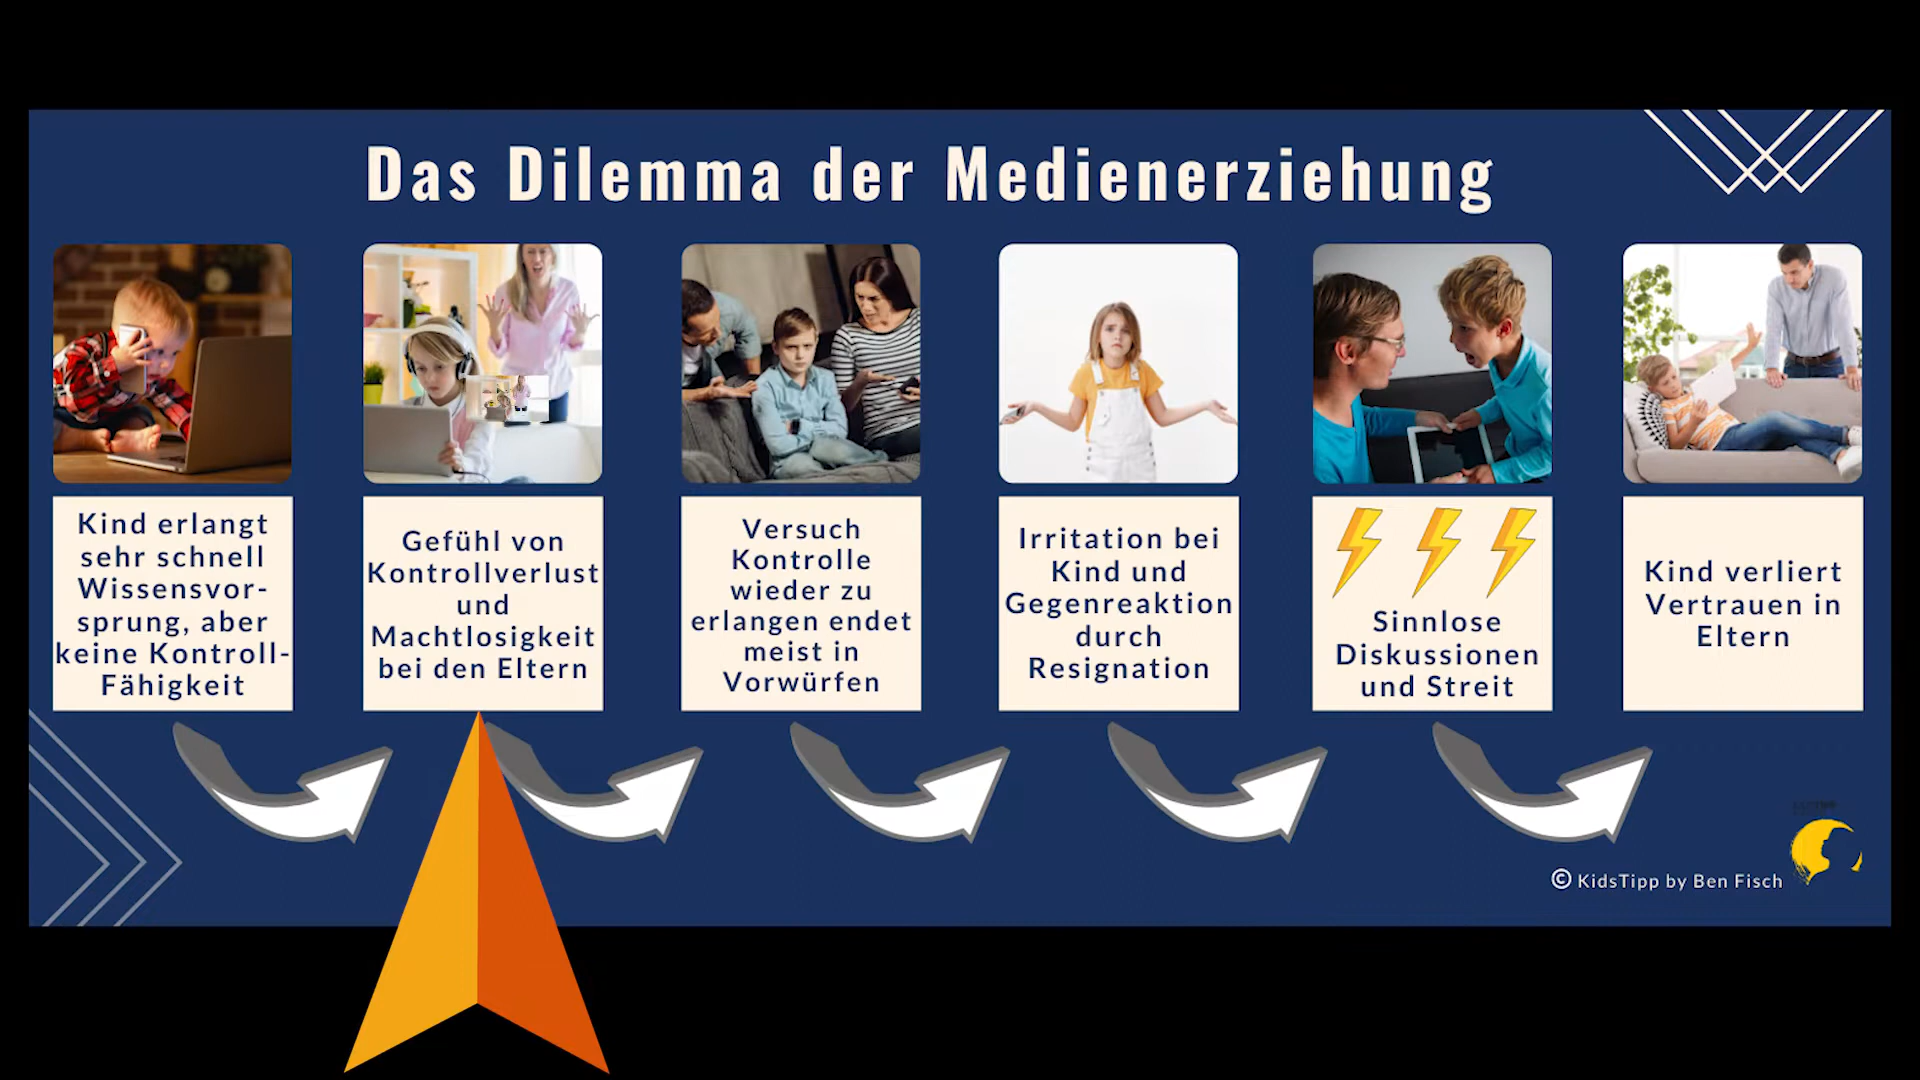 Das Dilemma der Medienerziehung
Kind erlangt
sehr schnell
Wissensvor-
sprung, aber
keine Kontroll-
Fähigkeit
Gefühl von
Kontrollverlust
und
Machtlosigkeit
bei den Eltern
Versuch
Kontrolle
wieder zu
erlangen endet
meist in
Vorwürfen
Irritation bei
Kind und
Gegenreaktion
durch
Resignation
Sinnlose
Diskussionen
und Streit
Kind verliert
Vertrauen in
Eltern
© KidsTipp by Ben Fisch